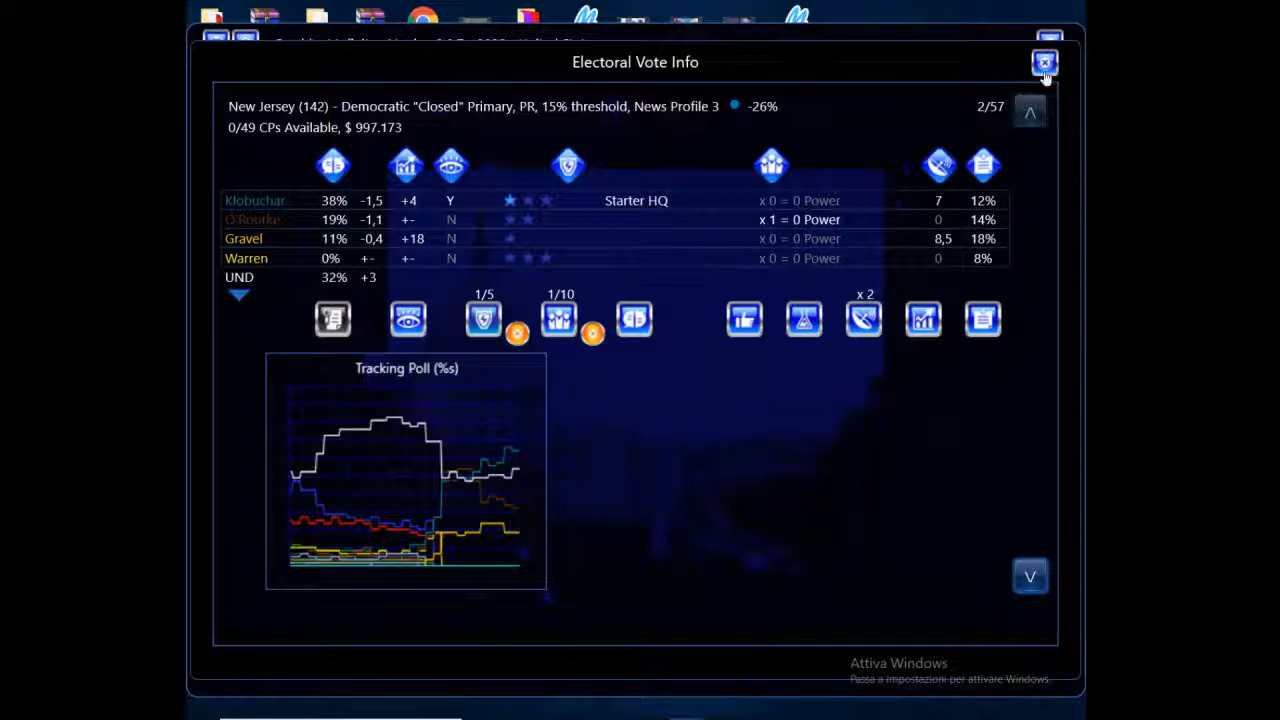 Electoral Vote Info
New Jersey (142) - Democratic "Closed" Primary, PR, 15% threshold, News Profile 3 -26% 2/57
0/49 CPs Available, $ 997.173
Klobuchar 38% -1,5 +4 Y Starter HQ x 0 = 0 Power 7 12%
O'Rourke 19% -1,1 +- N x 1 = 0 Power 0 14%
Gravel 11% -0,4 +18 N x 0 = 0 Power 8,5 18%
Warren 0% +- +- N x 0 = 0 Power 0 8%
UND 32% +3
1/5 1/10 x 2
Tracking Poll (%s)
Attiva Windows
Passa a Impostazioni per attivare Windows.